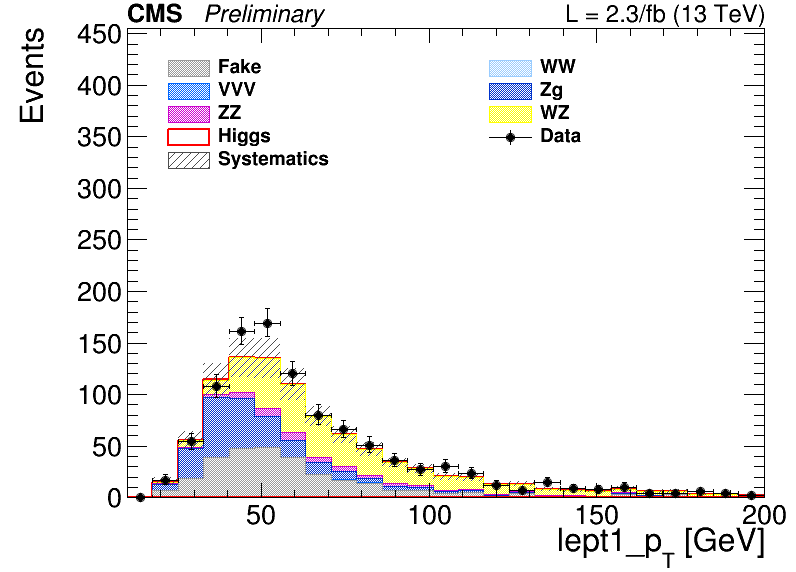 CMS Preliminary L = 2.3/fb (13 TeV)
Events
450
400
350
300
250
200
150
100
50
0
Fake
VVV
ZZ
Higgs
Systematics
WW
Zg
WZ
Data
50 100 150 200
lept1_p_T [GeV]